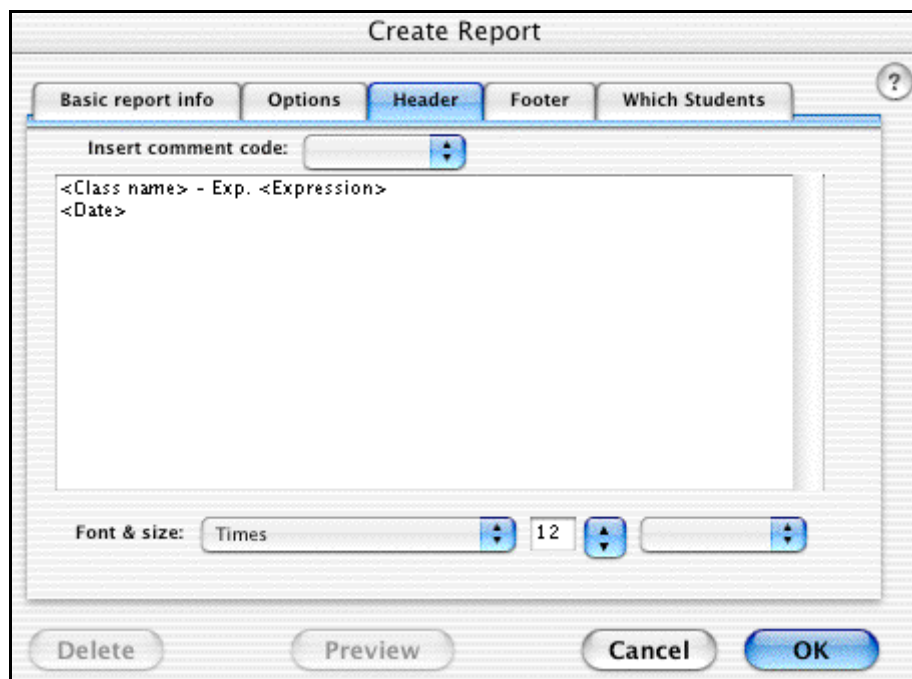 Create Report
?
Basic report info Options Header Footer Which Students
Insert comment code:
<Class name> - Exp. <Expression>
<Date>
Font & size: Times 12
Delete Preview Cancel OK